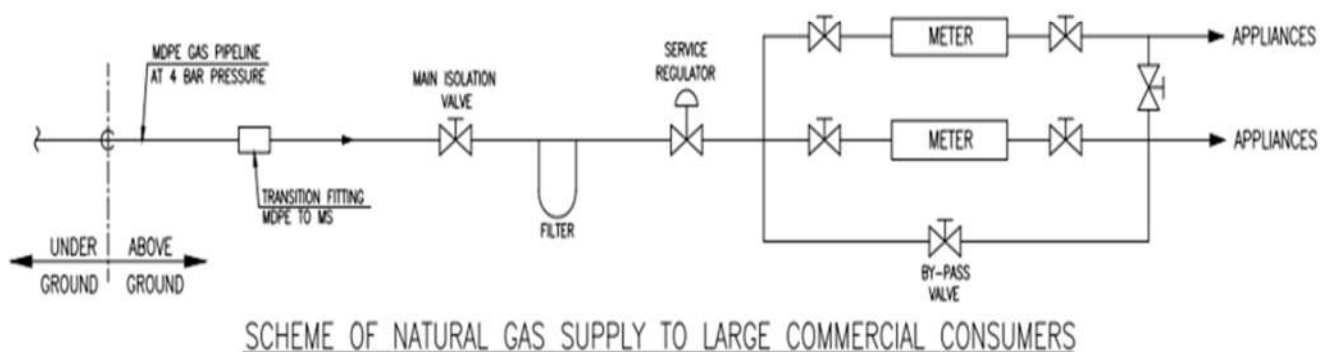 MDPE GAS PIPELINE
AT 4 BAR PRESSURE
TRANSITION FITTING
MDPE TO MS
UNDER
GROUND
ABOVE
GROUND
MAIN ISOLATION
VALVE
FILTER
SERVICE
REGULATOR
METER
APPLIANCES
METER
APPLIANCES
BY-PASS
VALVE
SCHEME OF NATURAL GAS SUPPLY TO LARGE COMMERCIAL CONSUMERS